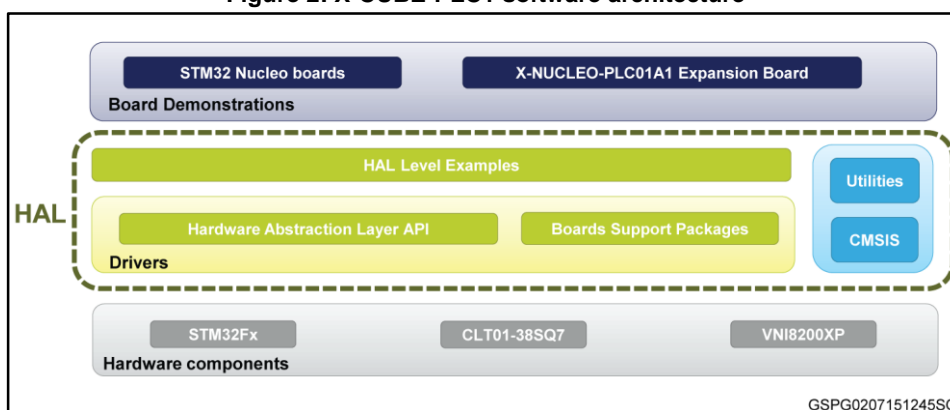 STM32 Nucleo boards X-NUCLEO-PLC01A1 Expansion Board
Board Demonstrations
HAL
HAL Level Examples
Hardware Abstraction Layer API Boards Support Packages
Drivers
Utilities
CMSIS
STM32Fx CLT01-38SQ7 VNI8200XP
Hardware components